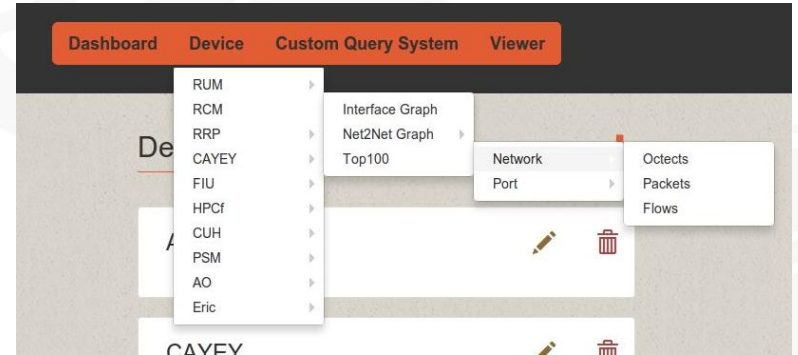 Dashboard Device Custom Query System Viewer
RUM
RCM
RRP
CAYEY
FIU
HPCf
CUH
PSM
AO
Eric
Interface Graph
Net2Net Graph
Top100
Network
Port
Octects
Packets
Flows
De
A
CAYEY